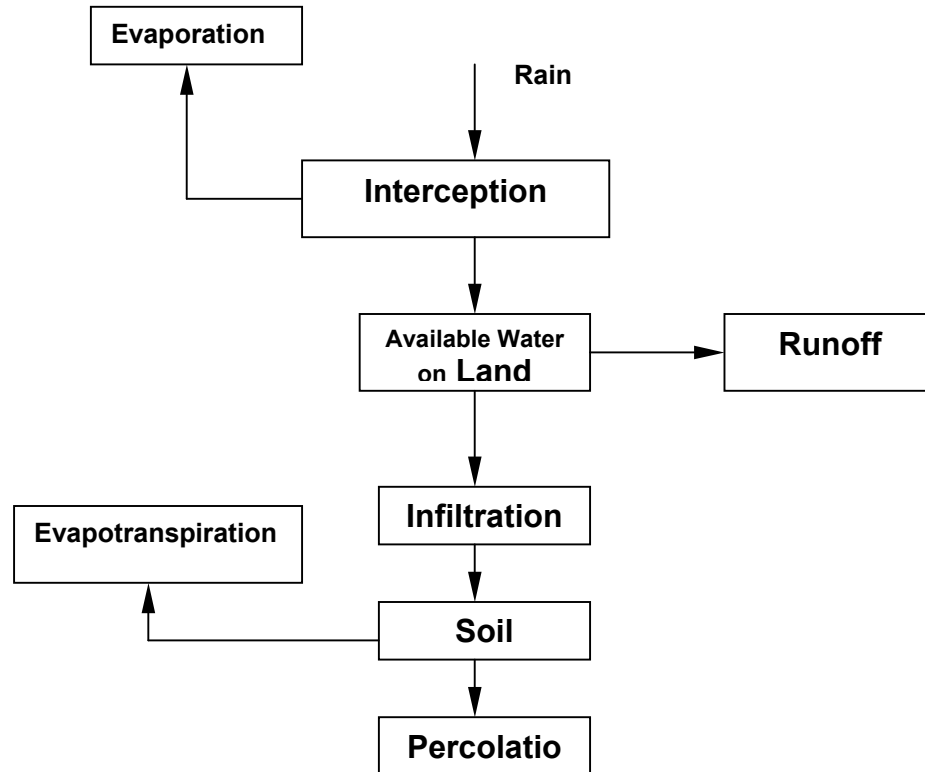 Evaporation
Rain
Interception
Available Water
on Land
Runoff
Infiltration
Evapotranspiration
Soil
Percolatio